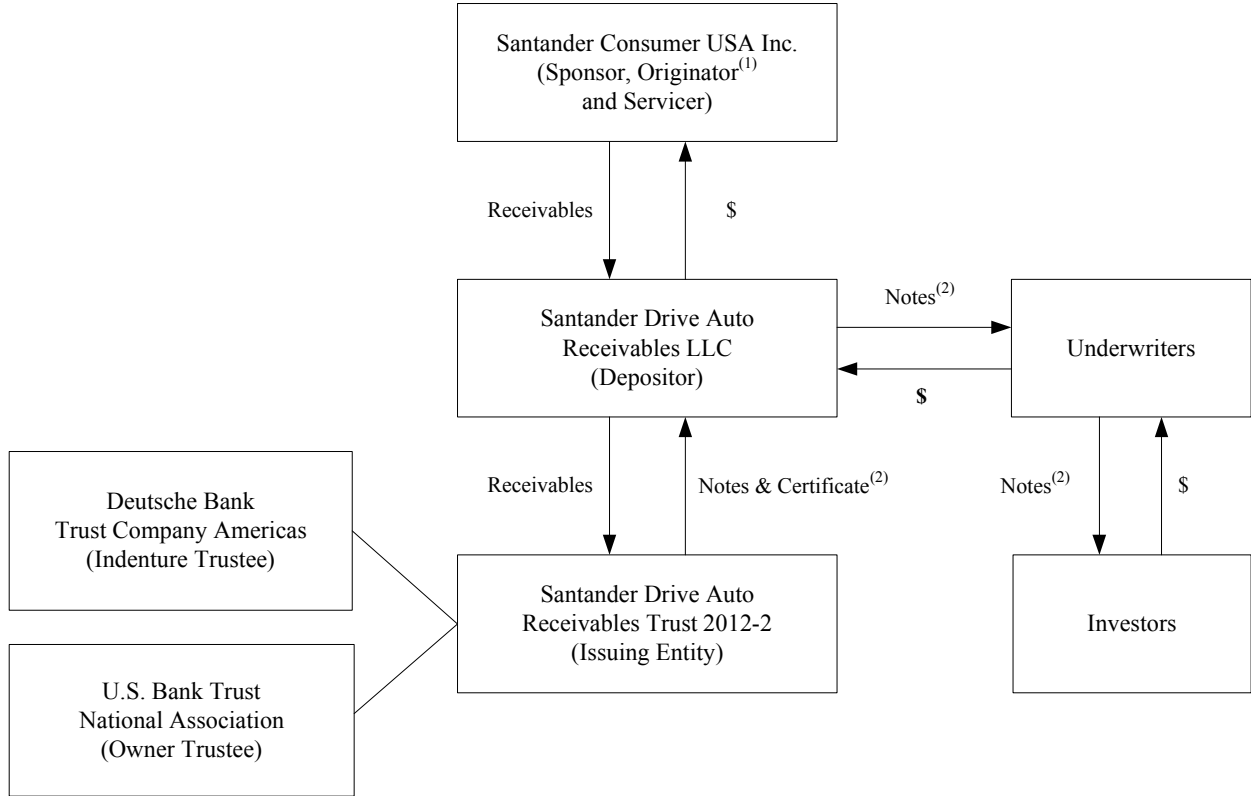 Santander Consumer USA Inc.
(Sponsor, Originator(1)
and Servicer)
Receivables
$
Santander Drive Auto
Receivables LLC
(Depositor)
Notes(2)
$
Underwriters
Receivables
Notes & Certificate(2)
Notes(2)
$
Deutsche Bank
Trust Company Americas
(Indenture Trustee)
Santander Drive Auto
Receivables Trust 2012-2
(Issuing Entity)
Investors
U.S. Bank Trust
National Association
(Owner Trustee)